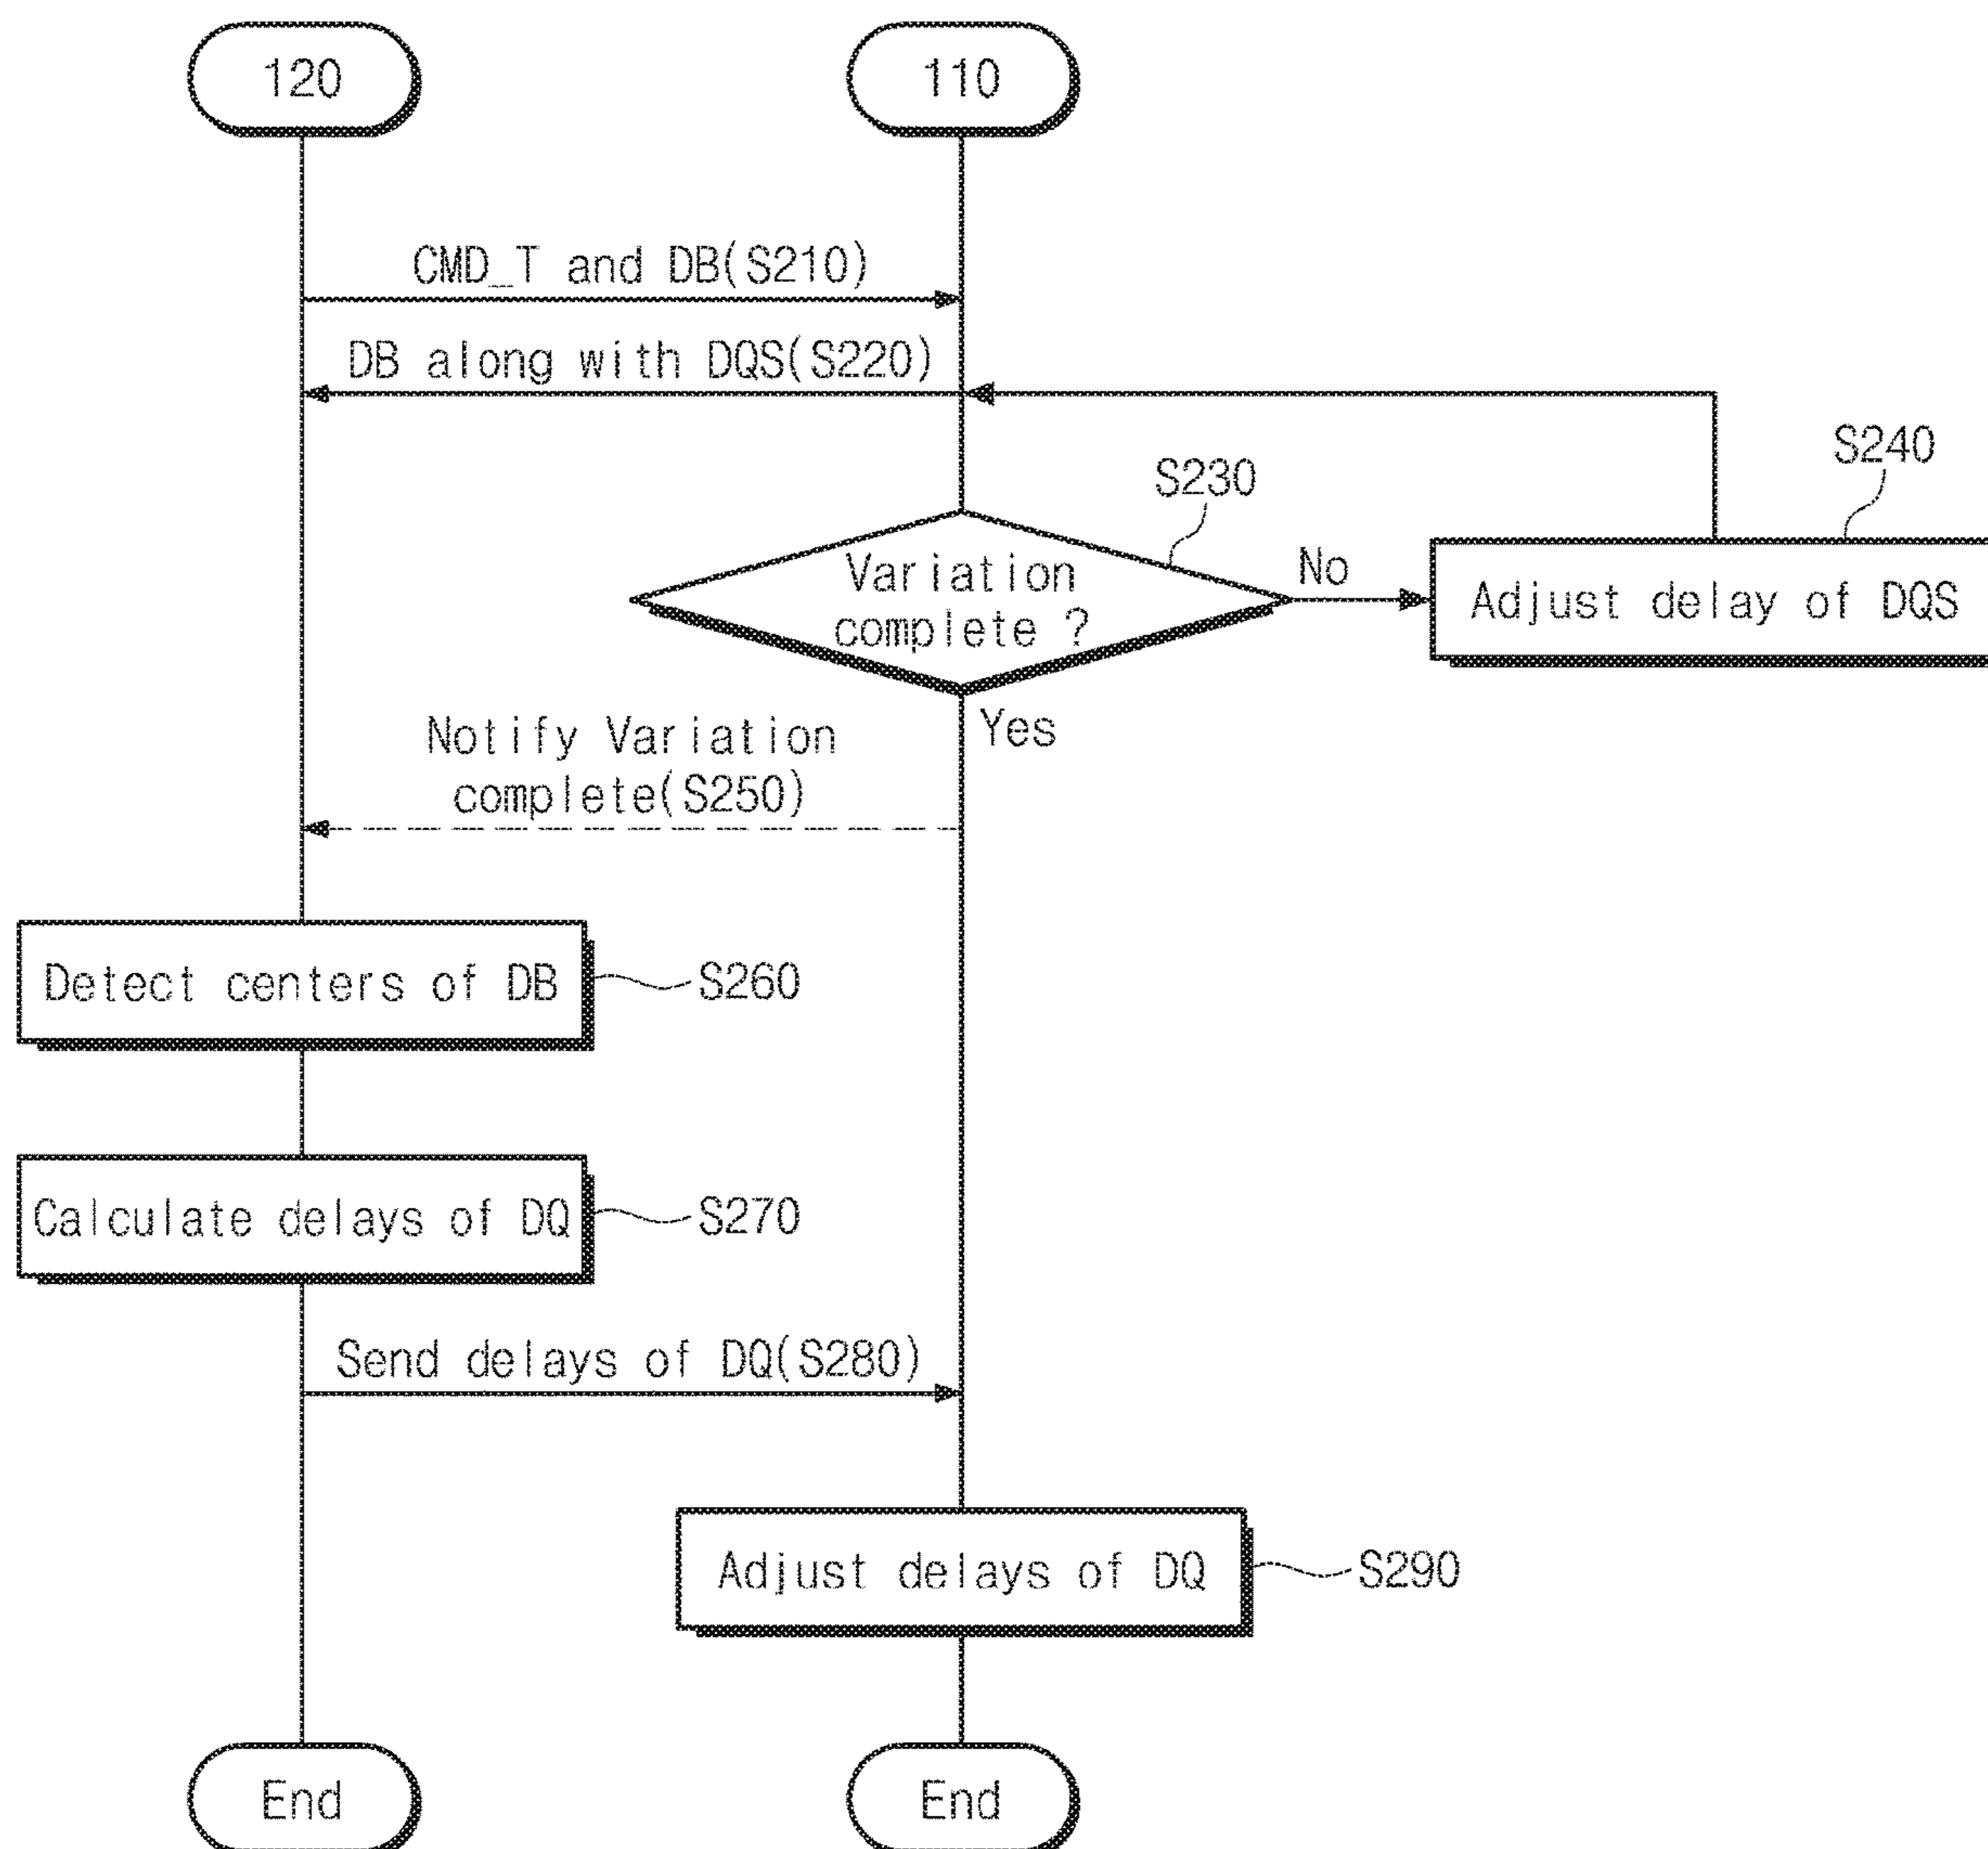 120
110
CMD_T and DB(S210)
DB along with DQS(S220)
S240
S230
Variation
complete ?
No
Adjust delay of DQS
Yes
Notify Variation
complete(S250)
Detect centers of DB
S260
Calculate delays of DQ
S270
Send delays of DQ(S280)
Adjust delays of DQ
S290
End
End